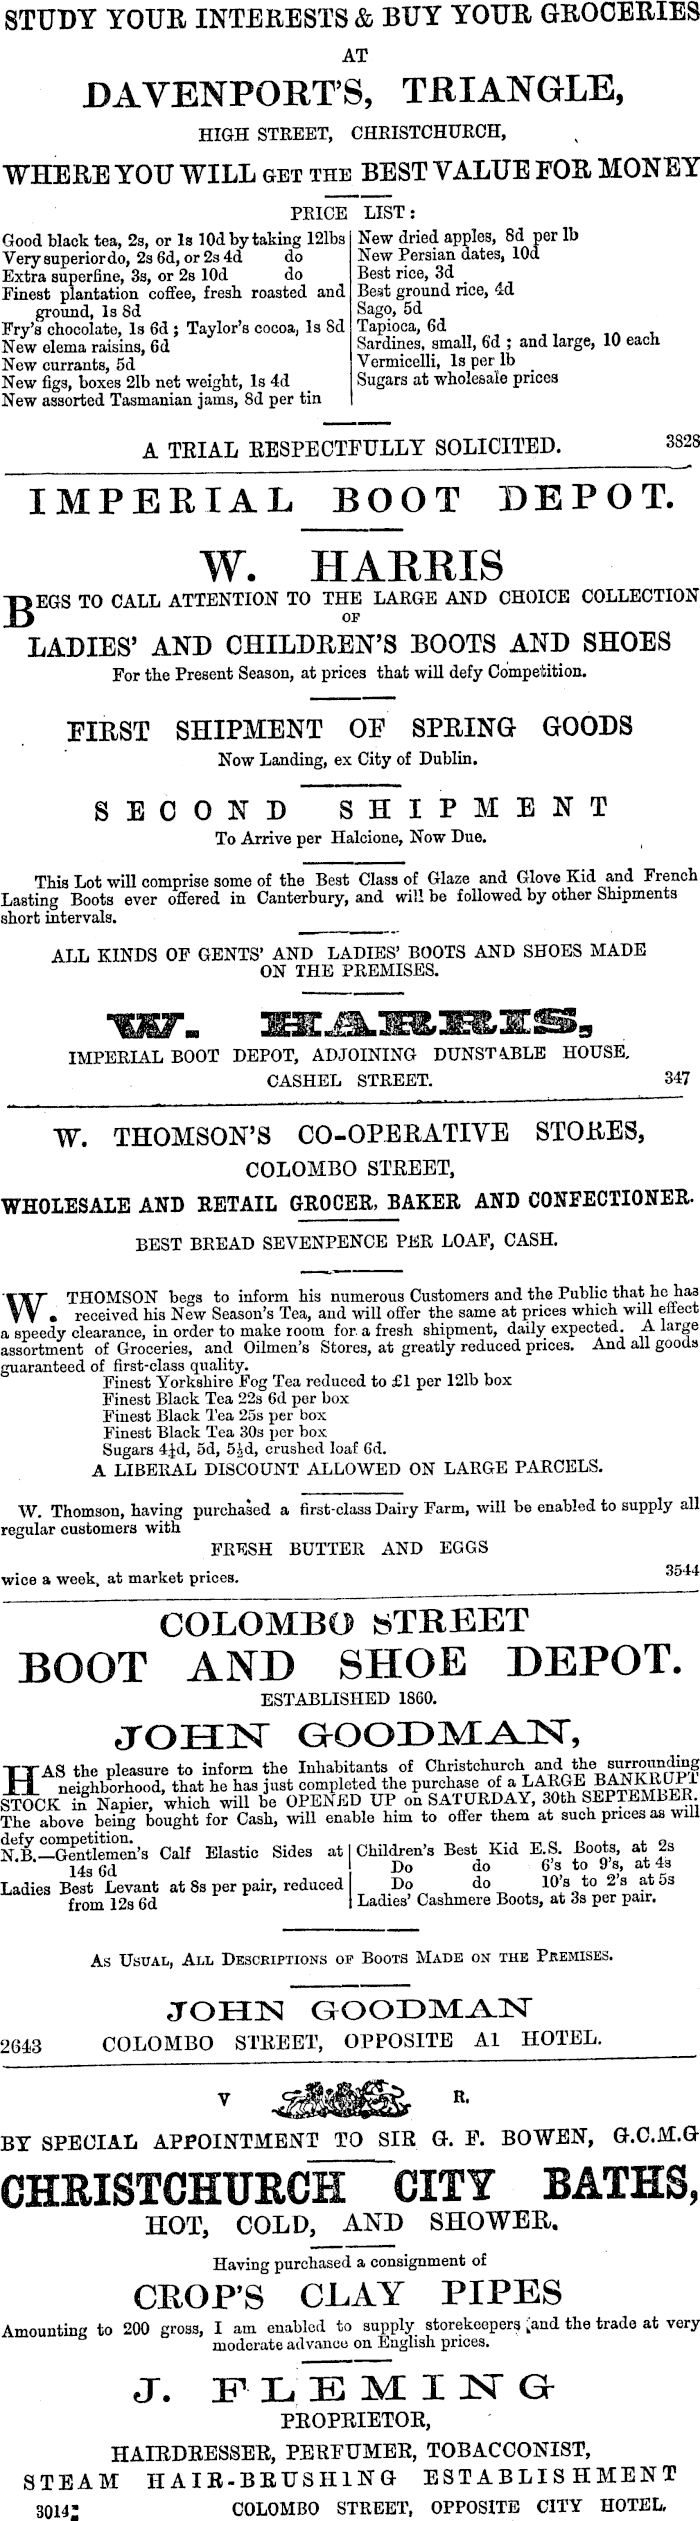 STUDY YOUR INTERESTS & BUY YOUR GROCERIES
AT
DAVENPORT'S, TRIANGLE,
HIGH STREET, CHRISTCHURCH,
WHERE YOU WILL GET THE BEST VALUE FOR MONEY
PRICE LIST:
Good black tea, 2s, or 1s 10d by taking 12lbs
Very superior do, 2s 6d, or 2s 4d do
Extra superfine, 3s, or 2s 10d do
Finest plantation coffee, fresh roasted and
ground, 1s 8d
Fry's chocolate, 1s 6d; Taylor's cocoa, 1s 8d
New elema raisins, 6d
New currants, 5d
New figs, boxes 2lb net weight, 1s 4d
New assorted Tasmanian jams, 8d per tin
New dried apples, 8d per lb
New Persian dates, 10d
Best rice, 3d
Best ground rice, 4d
Sago, 5d
Tapioca, 6d
Sardines, small, 6d; and large, 10 each
Vermicelli, 1s per lb
Sugars at wholesale prices
A TRIAL RESPECTFULLY SOLICITED. 3828
IMPERIAL BOOT DEPOT.
W. HARRIS
BEGS TO CALL ATTENTION TO THE LARGE AND CHOICE COLLECTION
OF
LADIES' AND CHILDREN'S BOOTS AND SHOES
For the Present Season, at prices that will defy Competition.
FIRST SHIPMENT OF SPRING GOODS
Now Landing, ex City of Dublin.
SECOND SHIPMENT
To Arrive per Halcione, Now Due.
This Lot will comprise some of the Best Class of Glaze and Glove Kid and French
Lasting Boots ever offered in Canterbury, and will be followed by other Shipments
short intervals.
ALL KINDS OF GENTS' AND LADIES' BOOTS AND SHOES MADE
ON THE PREMISES.
W. HARRIS,
IMPERIAL BOOT DEPOT, ADJOINING DUNSTABLE HOUSE,
CASHEL STREET. 347
W. THOMSON'S CO-OPERATIVE STORES,
COLOMBO STREET,
WHOLESALE AND RETAIL GROCER, BAKER AND CONFECTIONER.
BEST BREAD SEVENPENCE PER LOAF, CASH.
W. THOMSON begs to inform his numerous Customers and the Public that he has
received his New Season's Tea, and will offer the same at prices which will effect
a speedy clearance, in order to make room for a fresh shipment, daily expected. A large
assortment of Groceries, and Oilmen's Stores, at greatly reduced prices. And all goods
guaranteed of first-class quality.
Finest Yorkshire Fog Tea reduced to £1 per 12lb box
Finest Black Tea 22s 6d per box
Finest Black Tea 25s per box
Finest Black Tea 30s per box
Sugars 4¼d, 5d, 5½d, crushed loaf 6d.
A LIBERAL DISCOUNT ALLOWED ON LARGE PARCELS.
W. Thomson, having purchased a first-class Dairy Farm, will be enabled to supply all
regular customers with
FRESH BUTTER AND EGGS
wice a week, at market prices. 3544
COLOMBO STREET
BOOT AND SHOE DEPOT.
ESTABLISHED 1860.
JOHN GOODMAN,
HAS the pleasure to inform the Inhabitants of Christchurch and the surrounding
neighborhood, that he has just completed the purchase of a LARGE BANKRUPT
STOCK in Napier, which will be OPENED UP on SATURDAY, 30th SEPTEMBER.
The above being bought for Cash, will enable him to offer them at such prices as will
defy competition.
N.B.—Gentlemen's Calf Elastic Sides at
14s 6d
Ladies Best Levant at 8s per pair, reduced
from 12s 6d
Children's Best Kid E.S. Boots, at 2s
Do do 6's to 9's, at 4s
Do do 10's to 2's at 5s
Ladies' Cashmere Boots, at 3s per pair.
AS USUAL, ALL DESCRIPTIONS OF BOOTS MADE ON THE PREMISES.
JOHN GOODMAN
2643 COLOMBO STREET, OPPOSITE A1 HOTEL.
V R.
BY SPECIAL APPOINTMENT TO SIR G. F. BOWEN, G.C.M.G
CHRISTCHURCH CITY BATHS,
HOT, COLD, AND SHOWER.
Having purchased a consignment of
CROP'S CLAY PIPES
Amounting to 200 gross, I am enabled to supply storekeepers and the trade at very
moderate advance on English prices.
J. FLEMING
PROPRIETOR,
HAIRDRESSER, PERFUMER, TOBACCONIST,
STEAM HAIR-BRUSHING ESTABLISHMENT
3014 COLOMBO STREET, OPPOSITE CITY HOTEL.